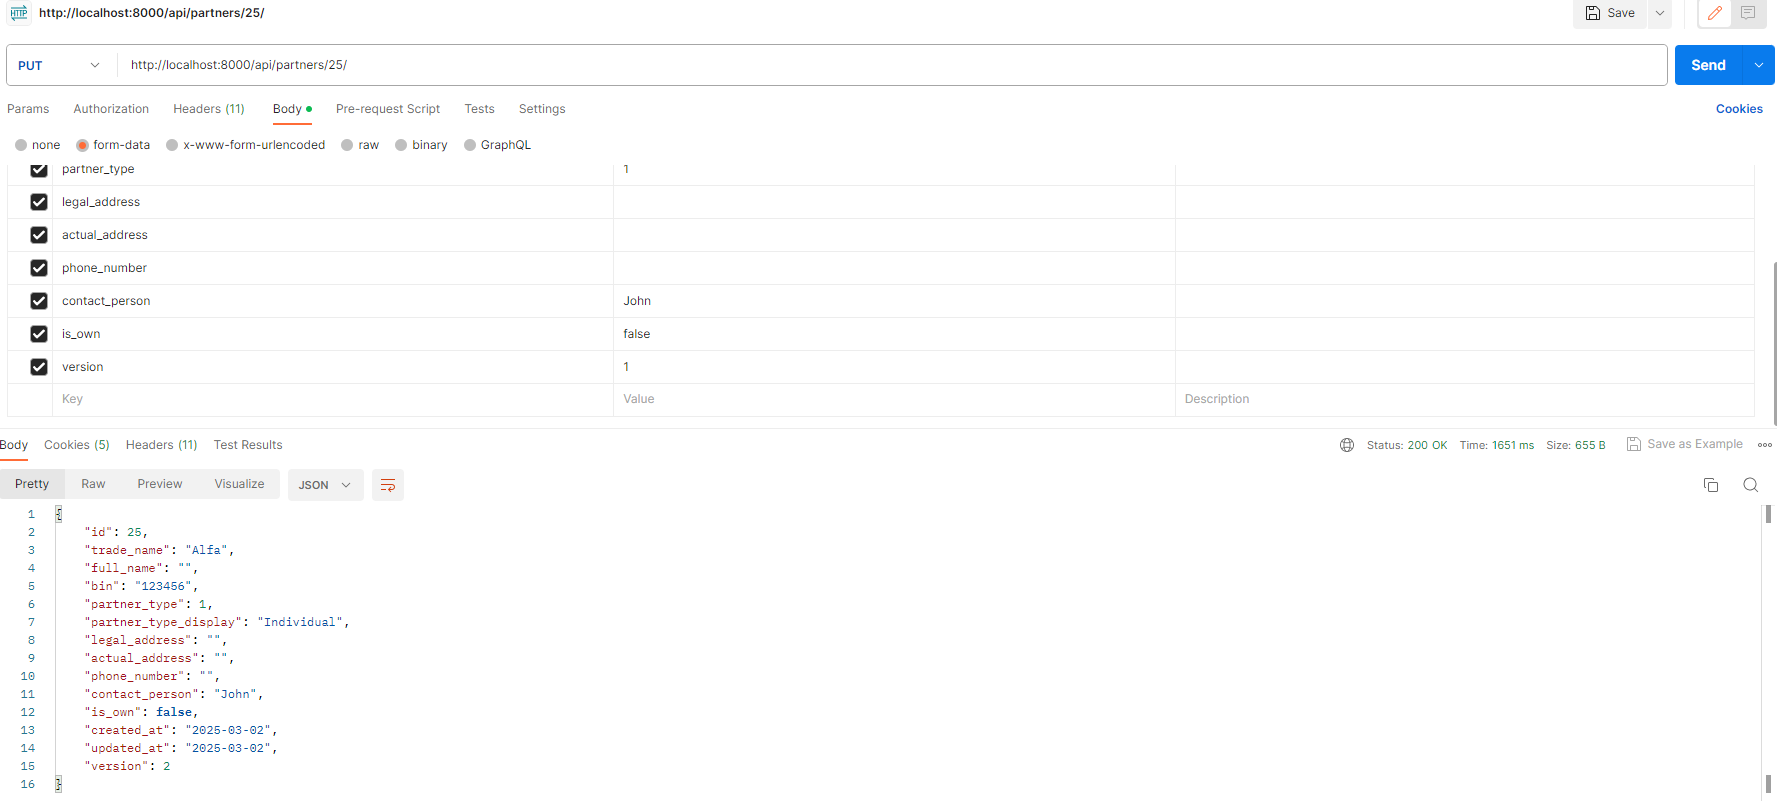 HTTP http://localhost:8000/api/partners/25/ Save
PUT http://localhost:8000/api/partners/25/ Send
Params Authorization Headers (11) Body Pre-request Script Tests Settings Cookies
none form-data x-www-form-urlencoded raw binary GraphQL
partner_type 1
legal_address
actual_address
phone_number
contact_person John
is_own false
version 1
Key Value Description
Body Cookies (5) Headers (11) Test Results Status: 200 OK Time: 1651 ms Size: 655 B Save as Example
Pretty Raw Preview Visualize JSON
1 {
2 "id": 25,
3 "trade_name": "Alfa",
4 "full_name": "",
5 "bin": "123456",
6 "partner_type": 1,
7 "partner_type_display": "Individual",
8 "legal_address": "",
9 "actual_address": "",
10 "phone_number": "",
11 "contact_person": "John",
12 "is_own": false,
13 "created_at": "2025-03-02",
14 "updated_at": "2025-03-02",
15 "version": 2
16 }